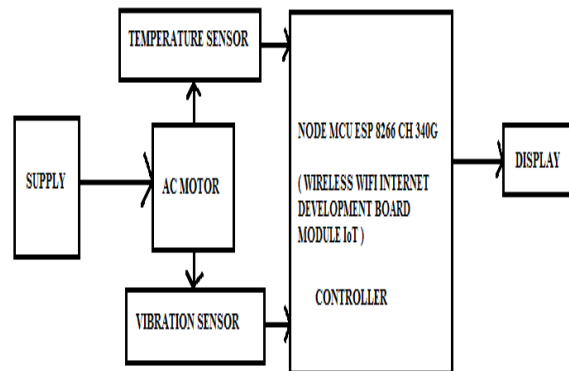 TEMPERATURE SENSOR
SUPPLY
AC MOTOR
VIBRATION SENSOR
NODE MCU ESP 8266 CH 340G
( WIRELESS WIFI INTERNET
DEVELOPMENT BOARD
MODULE IoT )
CONTROLLER
DISPLAY